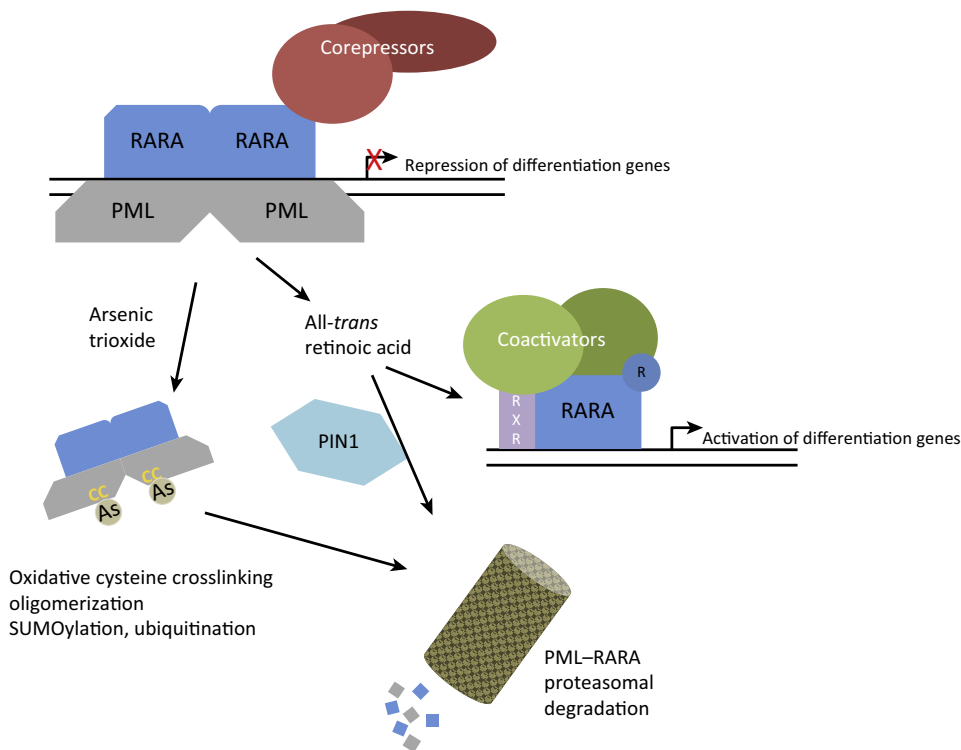 Corepressors
RARA
RARA
Repression of differentiation genes
X
PML
PML
Arsenic
trioxide
All-trans
retinoic acid
Coactivators
R
R
X
R
RARA
Activation of differentiation genes
PIN1
CC
CC
As
As
Oxidative cysteine crosslinking
oligomerization
SUMOylation, ubiquitination
PML–RARA
proteasomal
degradation